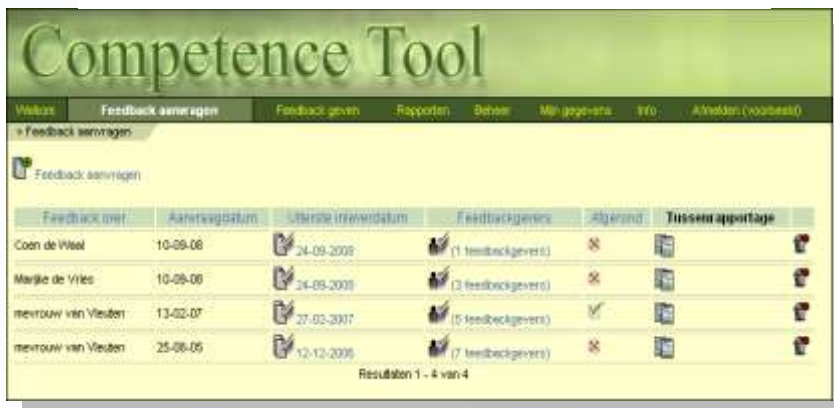 Competence Tool
Welkom Feedback aanvragen Feedback geven Rapporten Beheer Mijn gegevens Info Afmelden (voorbeeld)
» Feedback aanvragen
Feedback aanvragen
Feedback over Aanvraagdatum Uiterste inleverdatum Feedbackgevers Afgerond Tussenrapportage
Coen de Waal 10-09-08 24-09-2008 (1 feedbackgevers)
Marijke de Vries 10-09-08 24-09-2008 (3 feedbackgevers)
mevrouw van Vleuten 13-02-07 27-02-2007 (5 feedbackgevers)
mevrouw van Vleuten 25-08-05 12-12-2006 (7 feedbackgevers)
Resultaten 1 - 4 van 4